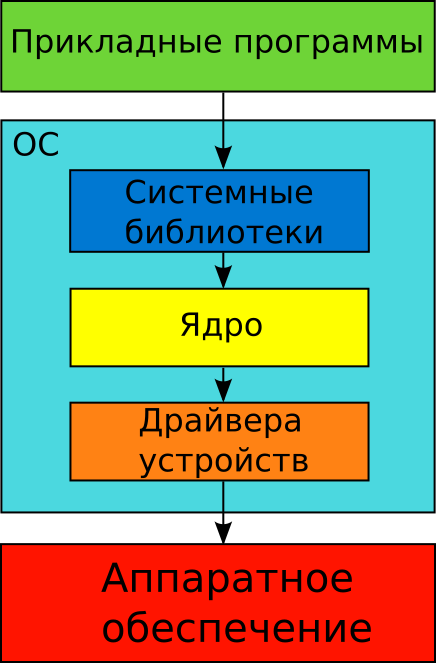 Прикладные программы
ОС
Системные
библиотеки
Ядро
Драйвера
устройств
Аппаратное
обеспечение